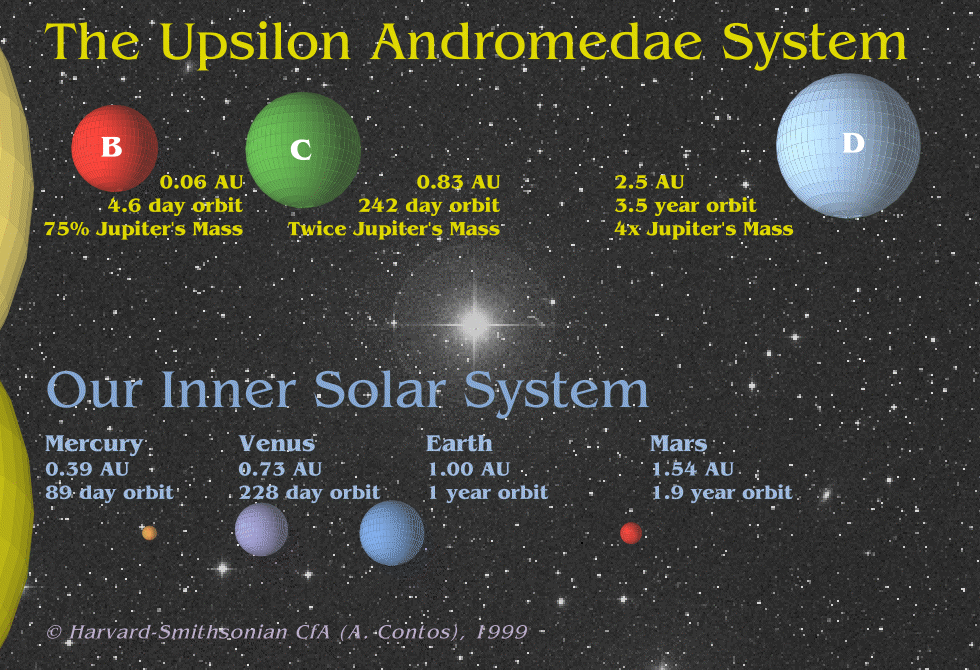 The Upsilon Andromedae System
B
C
D
0.06 AU
4.6 day orbit
75% Jupiter's Mass
0.83 AU
242 day orbit
Twice Jupiter's Mass
2.5 AU
3.5 year orbit
4x Jupiter's Mass
Our Inner Solar System
Mercury
0.39 AU
89 day orbit
Venus
0.73 AU
228 day orbit
Earth
1.00 AU
1 year orbit
Mars
1.54 AU
1.9 year orbit
© Harvard-Smithsonian CfA (A. Contos), 1999